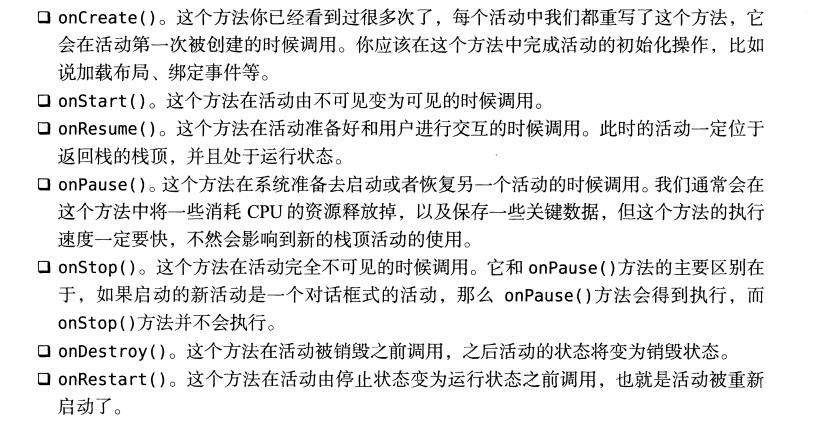 ❑ onCreate()。这个方法你已经看到过很多次了，每个活动中我们都重写了这个方法，它
会在活动第一次被创建的时候调用。你应该在这个方法中完成活动的初始化操作，比如
说加载布局、绑定事件等。
❑ onStart()。这个方法在活动由不可见变为可见的时候调用。
❑ onResume()。这个方法在活动准备好和用户进行交互的时候调用。此时的活动一定位于
返回栈的栈顶，并且处于运行状态。
❑ onPause()。这个方法在系统准备去启动或者恢复另一个活动的时候调用。我们通常会在
这个方法中将一些消耗 CPU 的资源释放掉，以及保存一些关键数据，但这个方法的执行
速度一定要快，不然会影响到新的栈顶活动的使用。
❑ onStop()。这个方法在活动完全不可见的时候调用。它和 onPause()方法的主要区别在
于，如果启动的新活动是一个对话框式的活动，那么 onPause()方法会得到执行，而
onStop()方法并不会执行。
❑ onDestroy()。这个方法在活动被销毁之前调用，之后活动的状态将变为销毁状态。
❑ onRestart()。这个方法在活动由停止状态变为运行状态之前调用，也就是活动被重新
启动了。